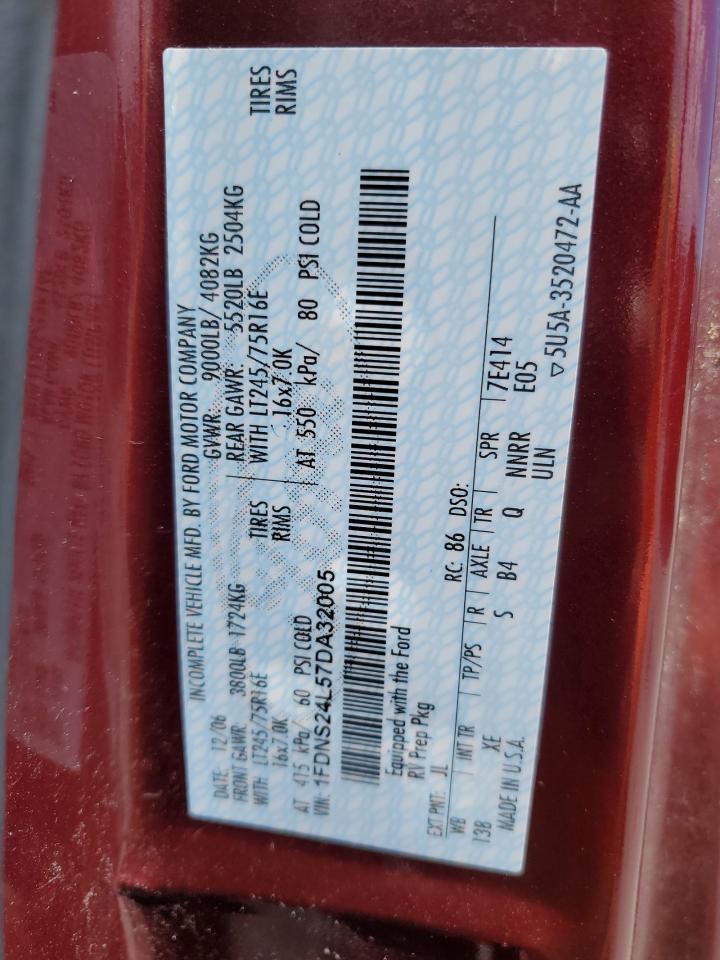 INCOMPLETE VEHICLE MFD. BY FORD MOTOR COMPANY
DATE: 12/06 GVWR: 9000LB/ 4082KG
FRONT GAWR: 3800LB 1724KG REAR GAWR: 5520LB 2504KG
WITH LT245/75R16E TIRES WITH LT245/75R16E TIRES
16x7.0K RIMS 16x7.0K RIMS
AT 415 kPa/ 60 PSI COLD AT 550 kPa/ 80 PSI COLD
VIN: 1FDNS24L57DA32005
Equipped with the Ford
RV Prep Pkg
EXT PNT: JL RC: 86 DSO:
WB INT TR TP/PS R AXLE TR SPR 7E414
138 XE S B4 Q NNRR E05
MADE IN U.S.A. ULN
▽5U5A-3520472-AA